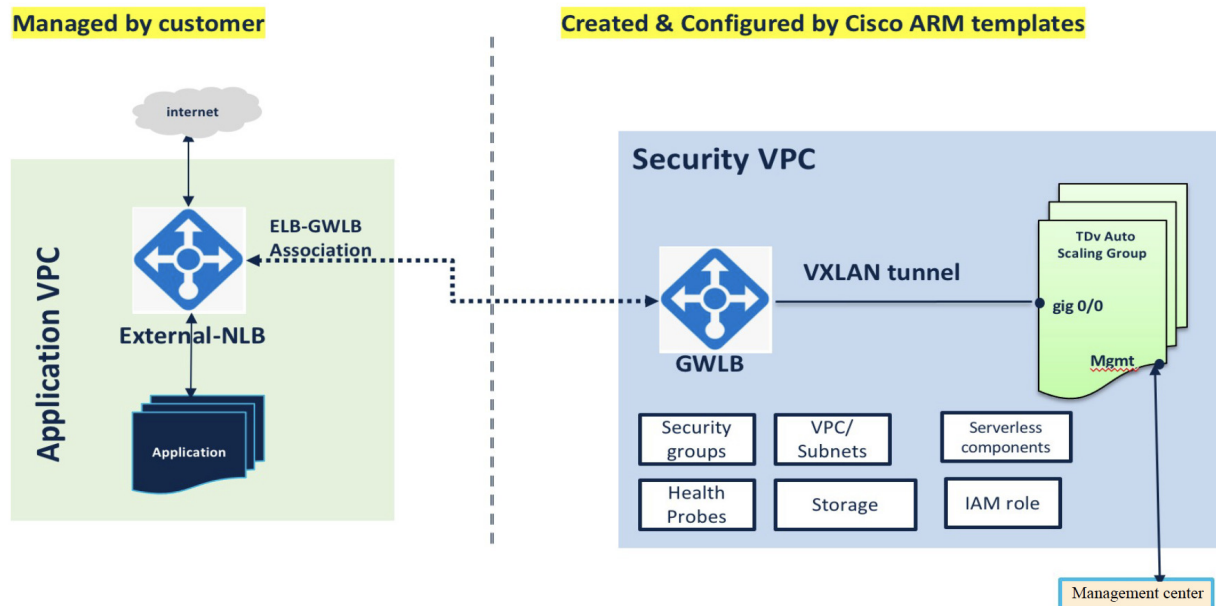 Managed by customer
Created & Configured by Cisco ARM templates
internet
Application VPC
ELB-GWLB
Association
External-NLB
Application
Security VPC
GWLB
VXLAN tunnel
TDv Auto
Scaling Group
gig 0/0
Mgmt
Security
groups
VPC/
Subnets
Serverless
components
Health
Probes
Storage
IAM role
Management center